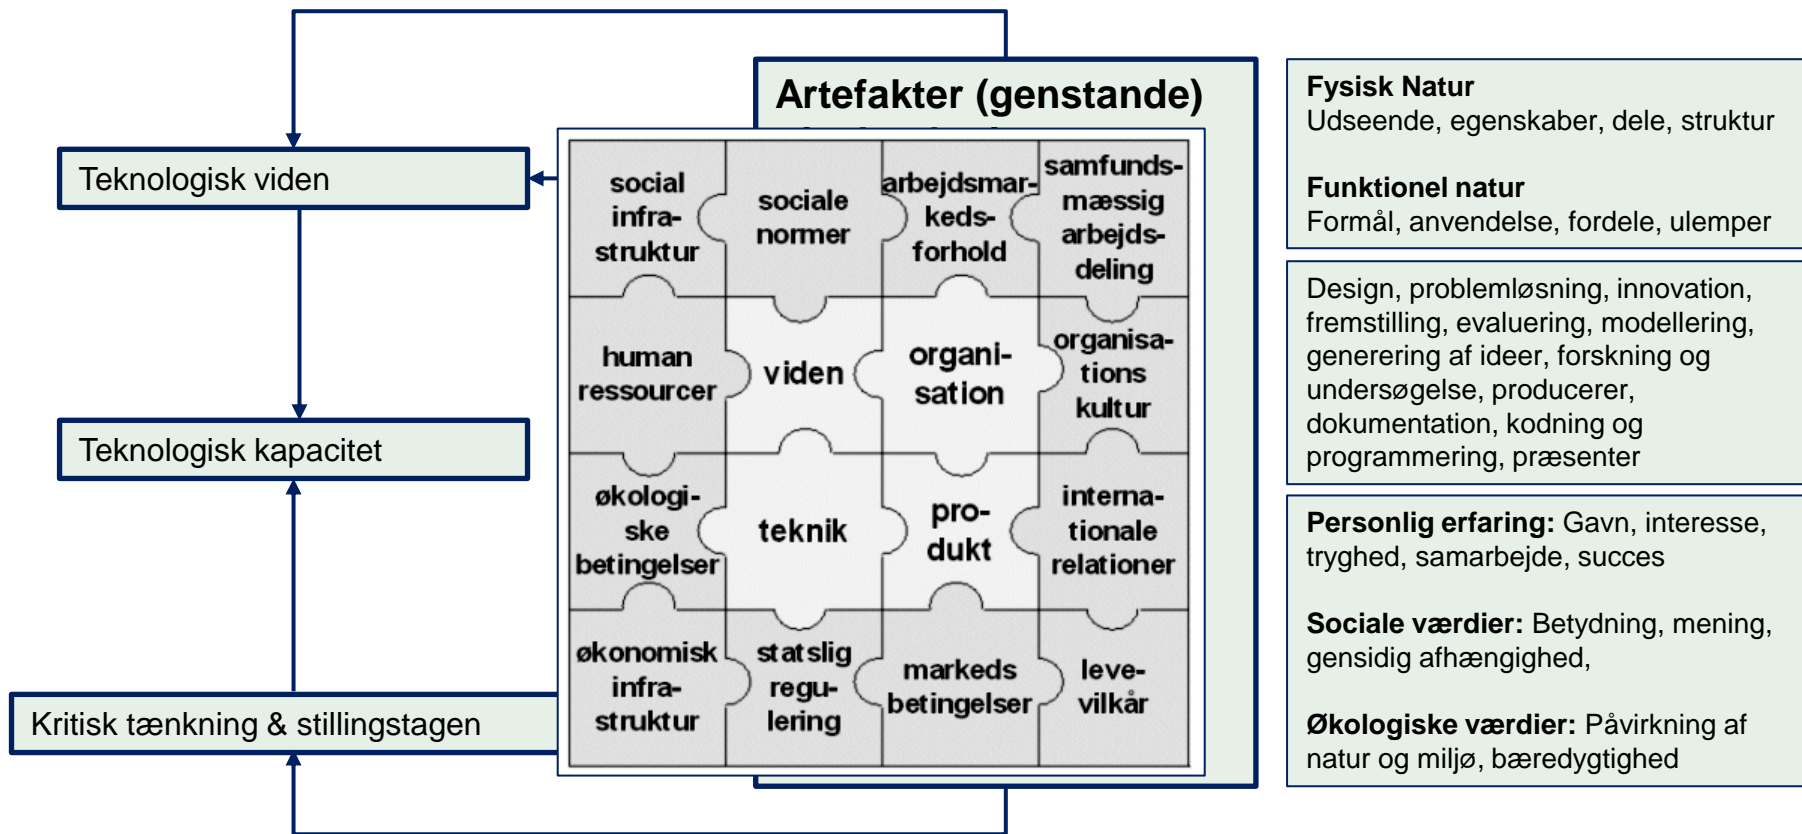 Artefakter (genstande)
Teknologisk viden
Teknologisk kapacitet
Kritisk tænkning & stillingstagen
social
infra-
struktur
sociale
normer
arbejdsmar-
keds-
forhold
samfunds-
mæssig
arbejds-
deling
human
ressourcer
viden
organi-
sation
organisa-
tions
kultur
økologi-
ske
betingelser
teknik
pro-
dukt
interna-
tionale
relationer
økonomisk
infra-
struktur
statslig
regu-
lering
markeds
betingelser
leve-
vilkår
Fysisk Natur
Udseende, egenskaber, dele, struktur
Funktionel natur
Formål, anvendelse, fordele, ulemper
Design, problemløsning, innovation,
fremstilling, evaluering, modellering,
generering af ideer, forskning og
undersøgelse, producerer,
dokumentation, kodning og
programmering, præsenter
Personlig erfaring: Gavn, interesse,
tryghed, samarbejde, succes
Sociale værdier: Betydning, mening,
gensidig afhængighed,
Økologiske værdier: Påvirkning af
natur og miljø, bæredygtighed